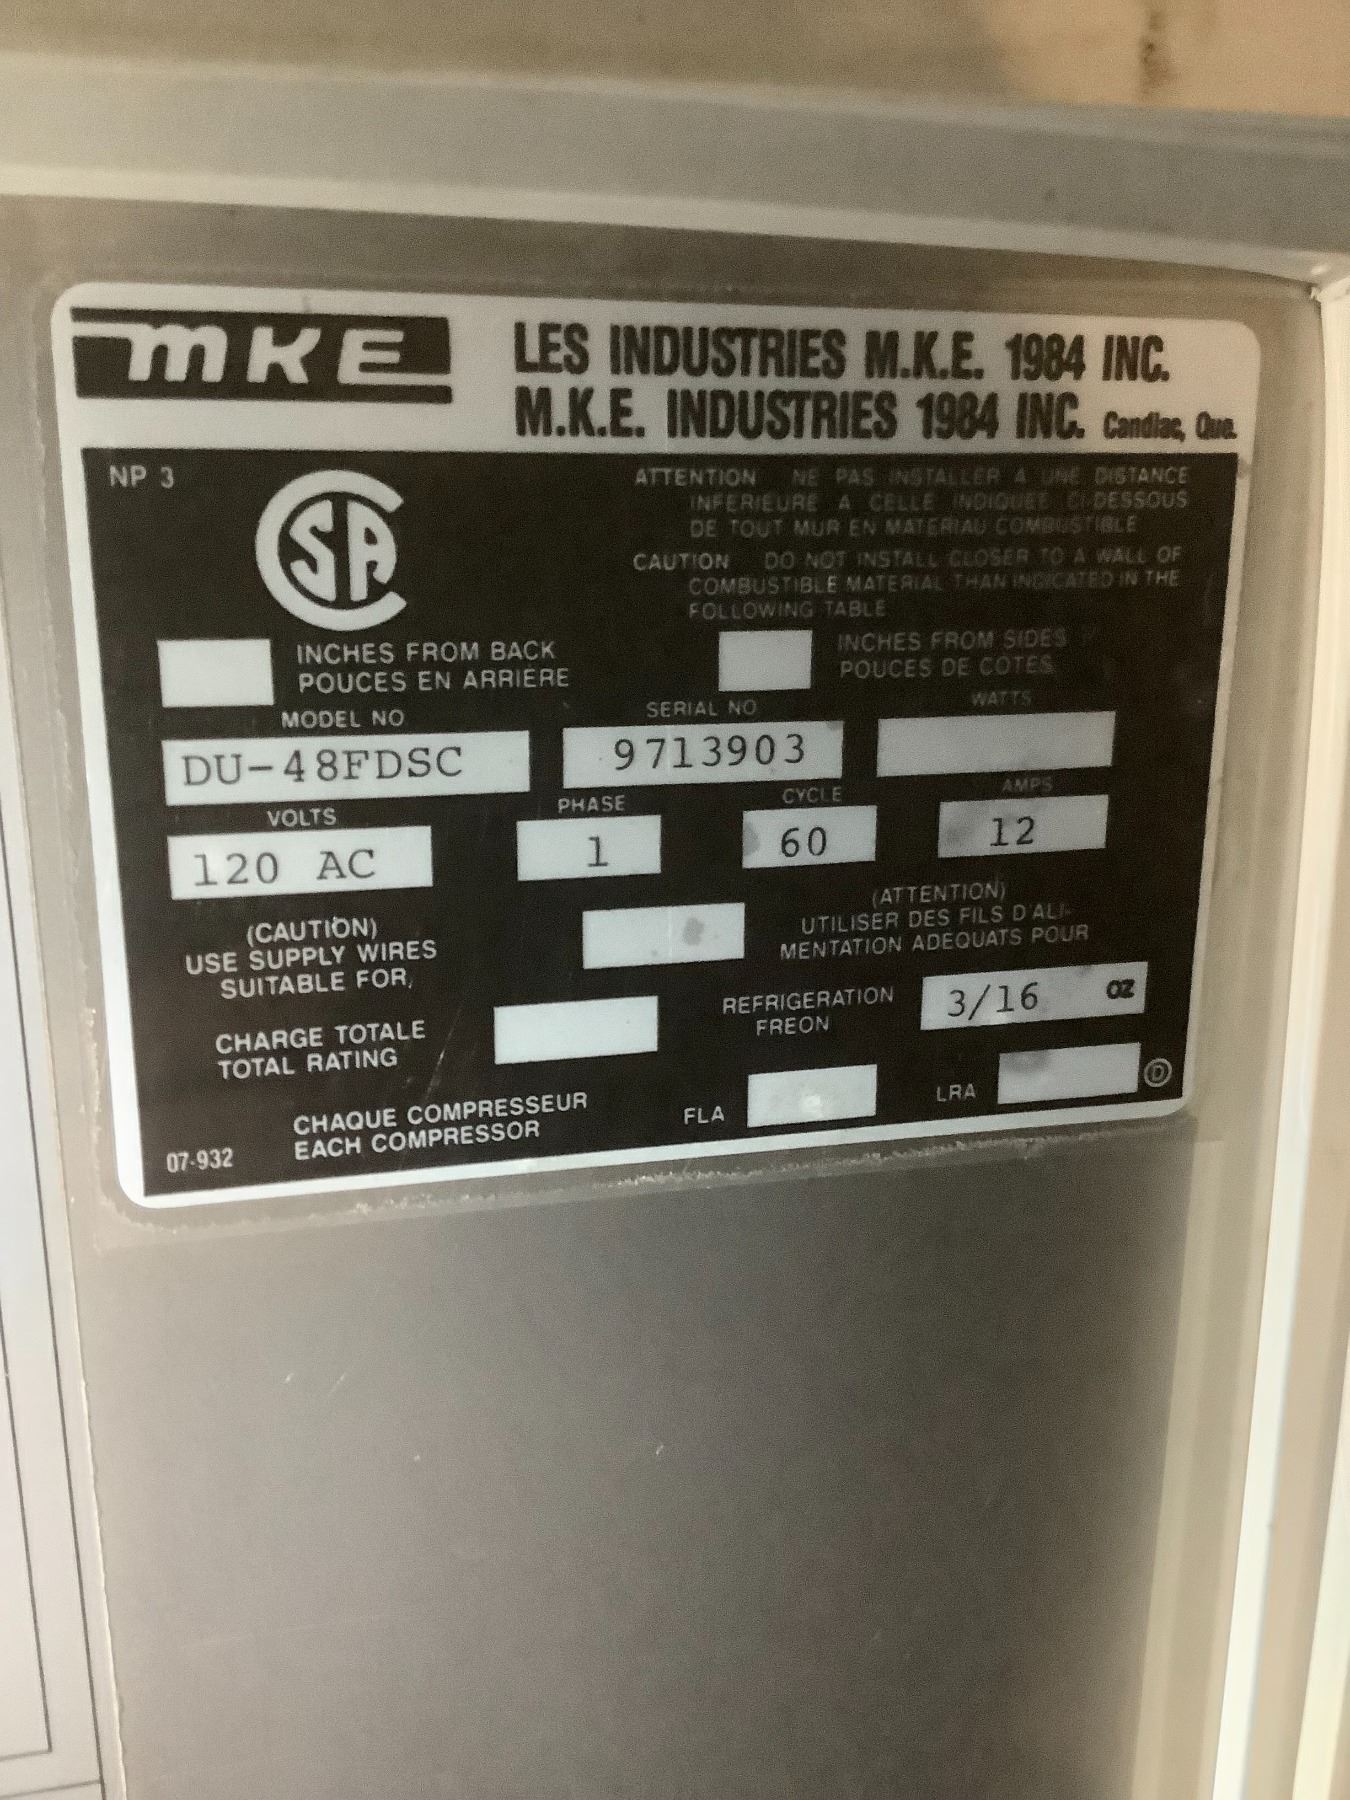 MKE
LES INDUSTRIES M.K.E. 1984 INC.
M.K.E. INDUSTRIES 1984 INC. Candiac, Que.
NP 3
CSA
ATTENTION NE PAS INSTALLER A UNE DISTANCE
INFERIEURE A CELLE INDIQUEE CI-DESSOUS
DE TOUT MUR EN MATERIAU COMBUSTIBLE
CAUTION DO NOT INSTALL CLOSER TO A WALL OF
COMBUSTIBLE MATERIAL THAN INDICATED IN THE
FOLLOWING TABLE
INCHES FROM BACK
POUCES EN ARRIERE
INCHES FROM SIDES
POUCES DE COTES
MODEL NO
DU-48FDSC
SERIAL NO
9713903
WATTS
VOLTS
120 AC
PHASE
1
CYCLE
60
AMPS
12
(CAUTION)
USE SUPPLY WIRES
SUITABLE FOR,
(ATTENTION)
UTILISER DES FILS D'ALI-
MENTATION ADEQUATS POUR
CHARGE TOTALE
TOTAL RATING
REFRIGERATION
FREON
3/16 OZ
CHAQUE COMPRESSEUR
EACH COMPRESSOR
FLA
LRA
D
07-932